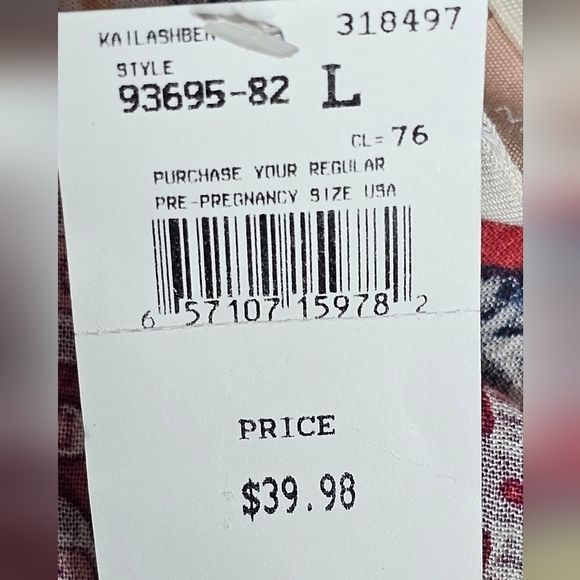 318497
STYLE
93695-82 L
CL= 76
PURCHASE YOUR REGULAR
PRE-PREGNANCY SIZE USA
6 57107 15978 2
PRICE
$39.98